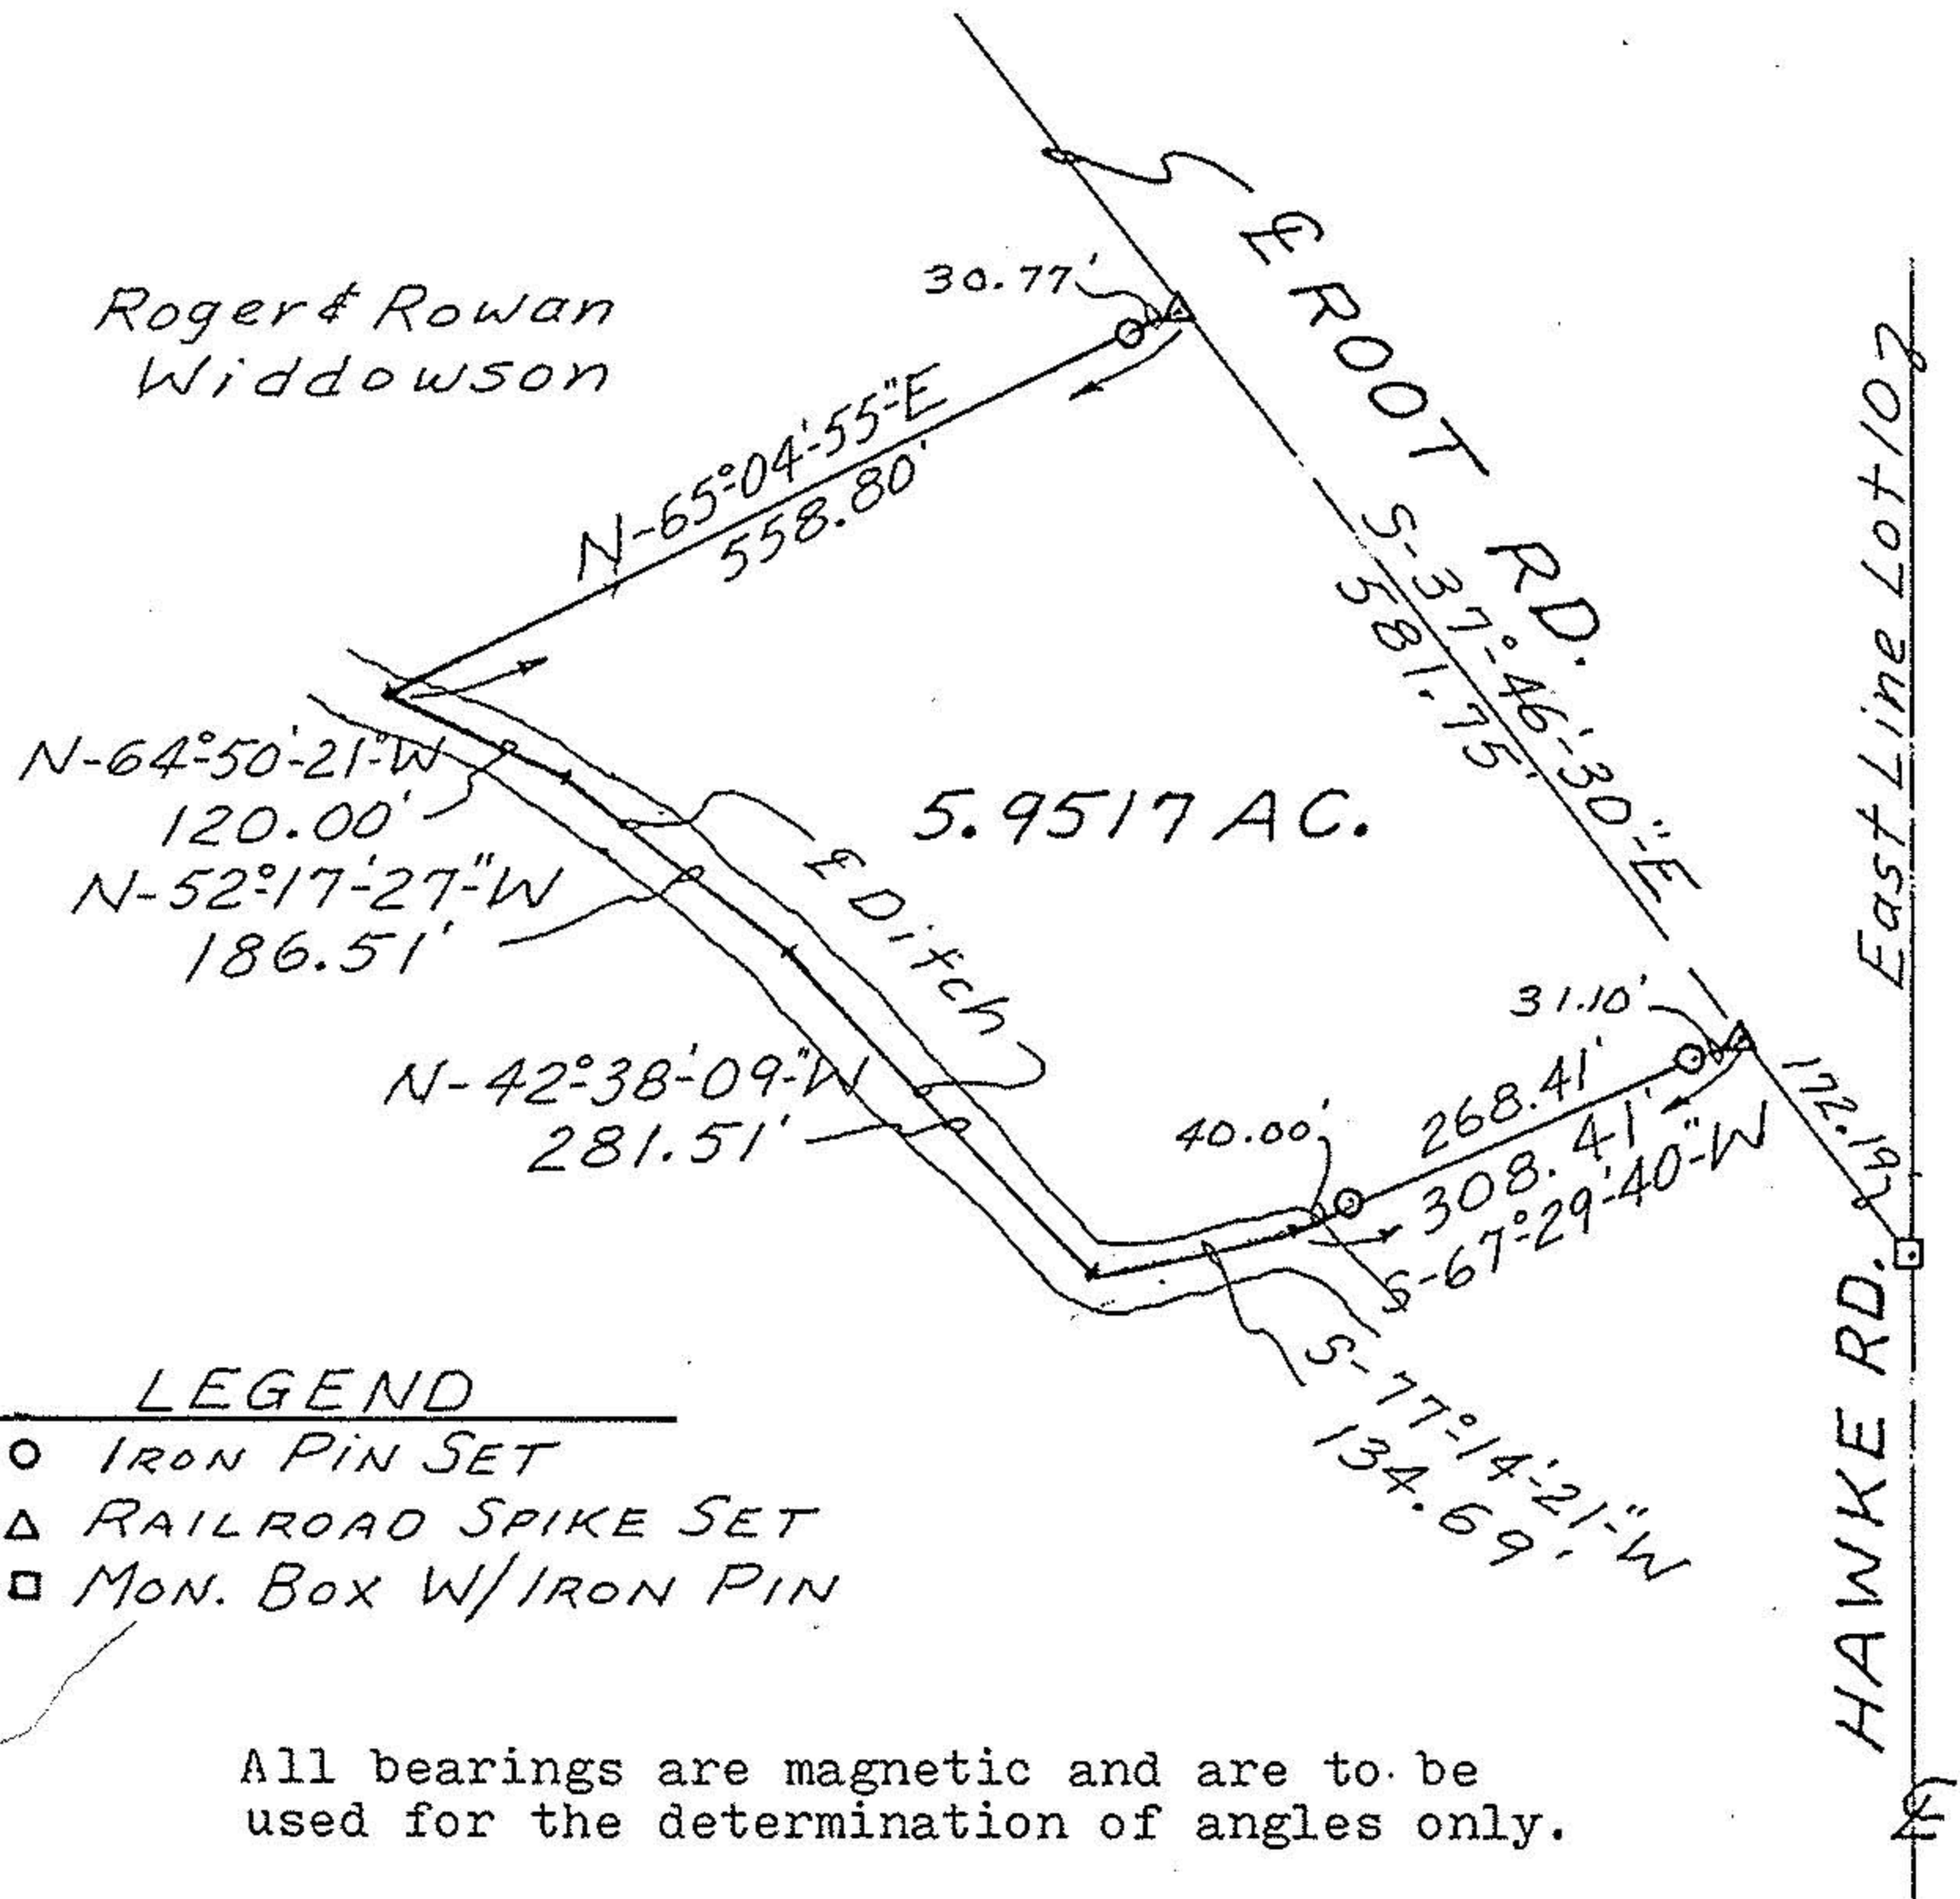 Roger & Rowan
Widdowson
30.77'
℄ ROOT RD.
N-65°-04'-55"-E
558.80'
S-37°-46'-30"-E
581.75'
East Line Lot 102
N-64°-50'-21"-W
120.00'
N-52°-17'-27"-W
186.51'
5.9517 AC.
℄ Ditch
N-42°-38'-09"-W
281.51'
31.10'
172.19'
40.00'
268.41'
308.41'
S-67°-29'-40"-W
S-77°-14'-21"-W
134.69'
HAWKE RD.
℄
LEGEND
○ IRON PIN SET
△ RAILROAD SPIKE SET
□ MON. BOX W/IRON PIN
All bearings are magnetic and are to be
used for the determination of angles only.